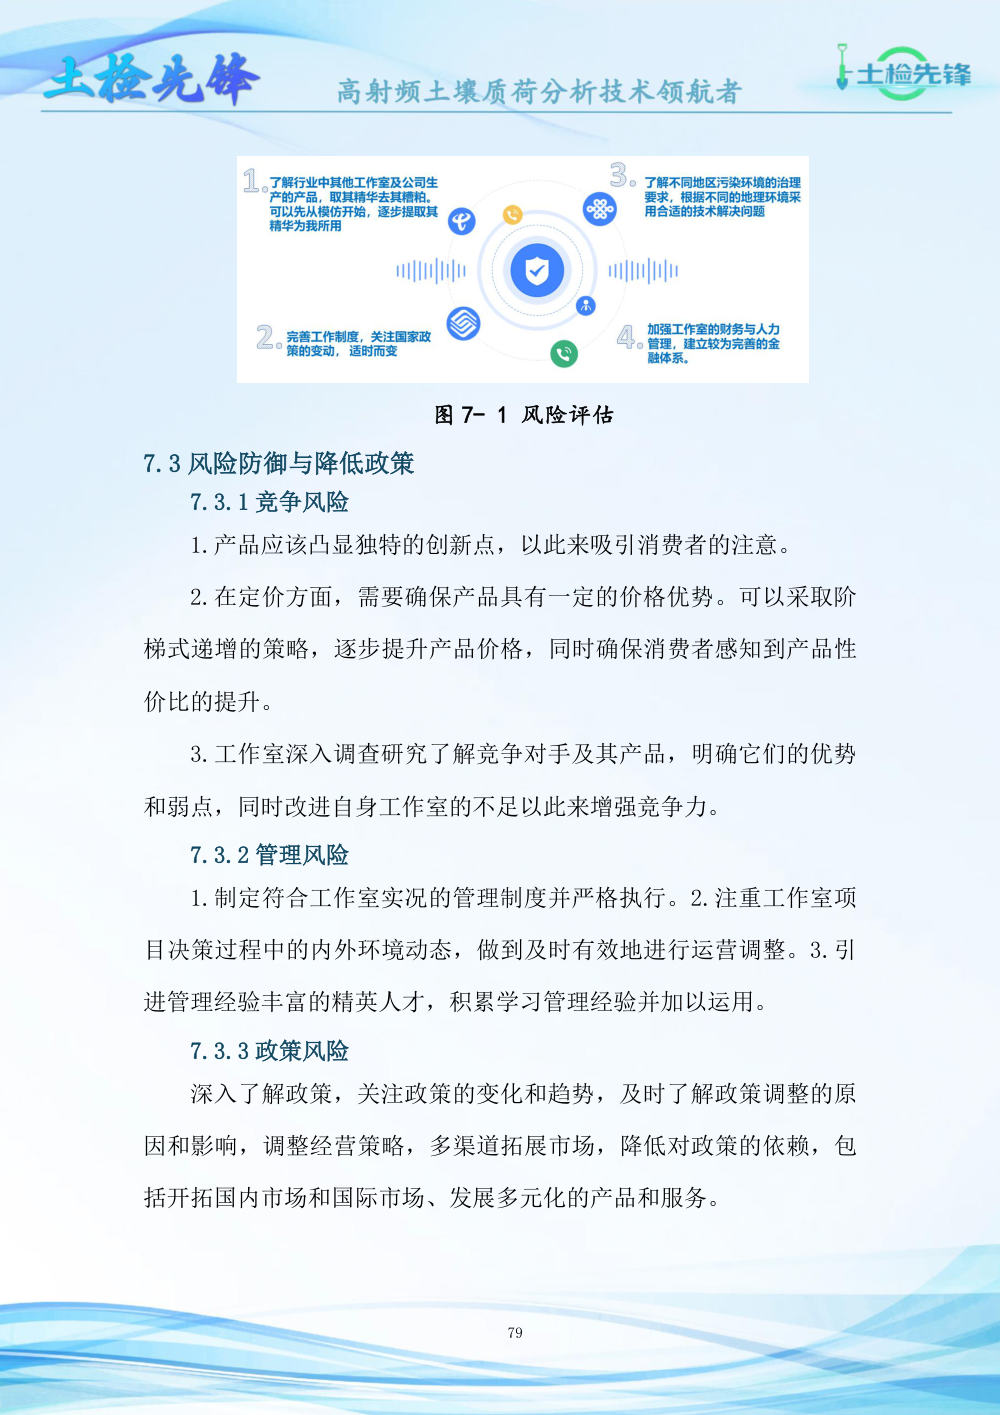 土检先锋
高射频土壤质荷分析技术领航者
土检先锋
1.
了解行业中其他工作室及公司生
产的产品，取其精华去其糟粕。
可以先从模仿开始，逐步提取其
精华为我所用
3.
了解不同地区污染环境的治理
要求，根据不同的地理环境采
用合适的技术解决问题
2.
完善工作制度，关注国家政
策的变动，适时而变
4.
加强工作室的财务与人力
管理，建立较为完善的金
融体系。
图 7- 1 风险评估
7.3 风险防御与降低政策
7.3.1 竞争风险
1.产品应该凸显独特的创新点，以此来吸引消费者的注意。
2.在定价方面，需要确保产品具有一定的价格优势。可以采取阶
梯式递增的策略，逐步提升产品价格，同时确保消费者感知到产品性
价比的提升。
3.工作室深入调查研究了解竞争对手及其产品，明确它们的优势
和弱点，同时改进自身工作室的不足以此来增强竞争力。
7.3.2 管理风险
1.制定符合工作室实况的管理制度并严格执行。2.注重工作室项
目决策过程中的内外环境动态，做到及时有效地进行运营调整。3.引
进管理经验丰富的精英人才，积累学习管理经验并加以运用。
7.3.3 政策风险
深入了解政策，关注政策的变化和趋势，及时了解政策调整的原
因和影响，调整经营策略，多渠道拓展市场，降低对政策的依赖，包
括开拓国内市场和国际市场、发展多元化的产品和服务。
79